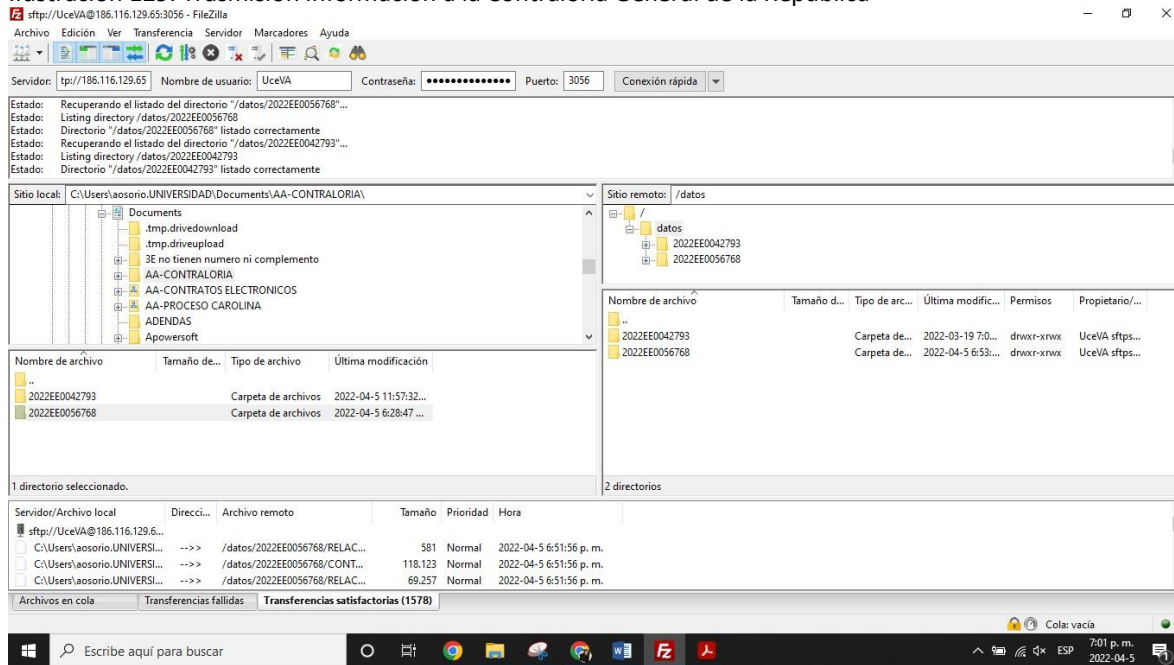 Ilustración 125. Trasmisión información a la Contraloría General de la República
sftp://UceVA@186.116.129.65:3056 - FileZilla
Archivo Edición Ver Transferencia Servidor Marcadores Ayuda
Servidor: tp://186.116.129.65 Nombre de usuario: UceVA Contraseña: •••••••••••••• Puerto: 3056 Conexión rápida
Estado: Recuperando el listado del directorio "/datos/2022EE0056768"...
Estado: Listing directory /datos/2022EE0056768
Estado: Directorio "/datos/2022EE0056768" listado correctamente
Estado: Recuperando el listado del directorio "/datos/2022EE0042793"...
Estado: Listing directory /datos/2022EE0042793
Estado: Directorio "/datos/2022EE0042793" listado correctamente
Sitio local: C:\Users\aosorio.UNIVERSIDAD\Documents\AA-CONTRALORIA\
Documents
.tmp.drivedownload
.tmp.driveupload
3E no tienen numero ni complemento
AA-CONTRALORIA
AA-CONTRATOS ELECTRONICOS
AA-PROCESO CAROLINA
ADENDAS
Apowersoft
Sitio remoto: /datos
/
datos
2022EE0042793
2022EE0056768
Nombre de archivo Tamaño de... Tipo de archivo Última modificación
..
2022EE0042793 Carpeta de archivos 2022-04-5 11:57:32...
2022EE0056768 Carpeta de archivos 2022-04-5 6:28:47 ...
1 directorio seleccionado.
Nombre de archivo Tamaño d... Tipo de arc... Última modific... Permisos Propietario/...
..
2022EE0042793 Carpeta de... 2022-03-19 7:0... drwxr-xrwx UceVA sftps...
2022EE0056768 Carpeta de... 2022-04-5 6:53:... drwxr-xrwx UceVA sftps...
2 directorios
Servidor/Archivo local Direcci... Archivo remoto Tamaño Prioridad Hora
sftp://UceVA@186.116.129.6...
C:\Users\aosorio.UNIVERSI... -->> /datos/2022EE0056768/RELAC... 581 Normal 2022-04-5 6:51:56 p. m.
C:\Users\aosorio.UNIVERSI... -->> /datos/2022EE0056768/CONT... 118.123 Normal 2022-04-5 6:51:56 p. m.
C:\Users\aosorio.UNIVERSI... -->> /datos/2022EE0056768/RELAC... 69.257 Normal 2022-04-5 6:51:56 p. m.
Archivos en cola Transferencias fallidas Transferencias satisfactorias (1578)
Cola: vacía
Escribe aquí para buscar
ESP
7:01 p. m.
2022-04-5